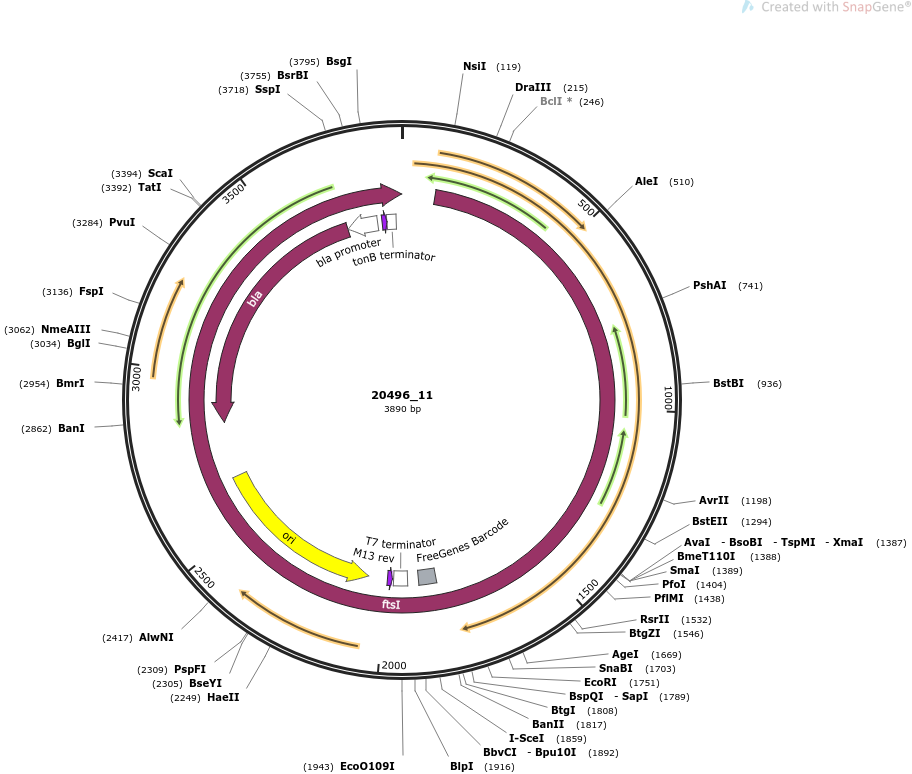 Created with SnapGene®
(3795) BsgI
(3755) BsrBI
(3718) SspI
NsiI (119)
DraIII (215)
BclI * (246)
(3394) ScaI
(3392) TatI
(3284) PvuI
(3136) FspI
(3062) NmeAIII
(3034) BglI
(2954) BmrI
(2862) BanI
AleI (510)
PshAI (741)
BstBI (936)
AvrII (1198)
BstEII (1294)
AvaI - BsoBI - TspMI - XmaI (1387)
BmeT110I (1388)
SmaI (1389)
PfoI (1404)
PflMI (1438)
RsrII (1532)
BtgZI (1546)
AgeI (1669)
SnaBI (1703)
EcoRI (1751)
BspQI - SapI (1789)
BtgI (1808)
BanII (1817)
I-SceI (1859)
BbvCI - Bpu10I (1892)
BlpI (1916)
(1943) EcoO109I
(2417) AlwNI
(2309) PspFI
(2305) BseYI
(2249) HaeII
500
1000
1500
2000
2500
3000
3500
bla promoter
tonB terminator
bla
20496_11
3890 bp
ori
T7 terminator
M13 rev
FreeGenes Barcode
ftsI